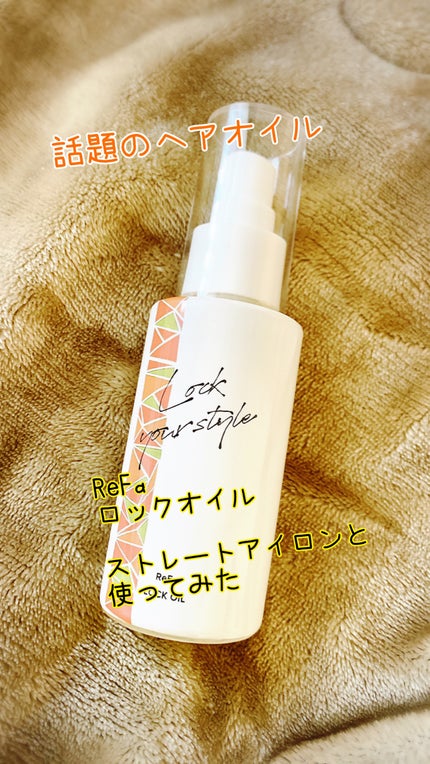 話題のヘアオイル
Lock
your style
ReFa
ロックオイル
ストレートアイロンと
使ってみた